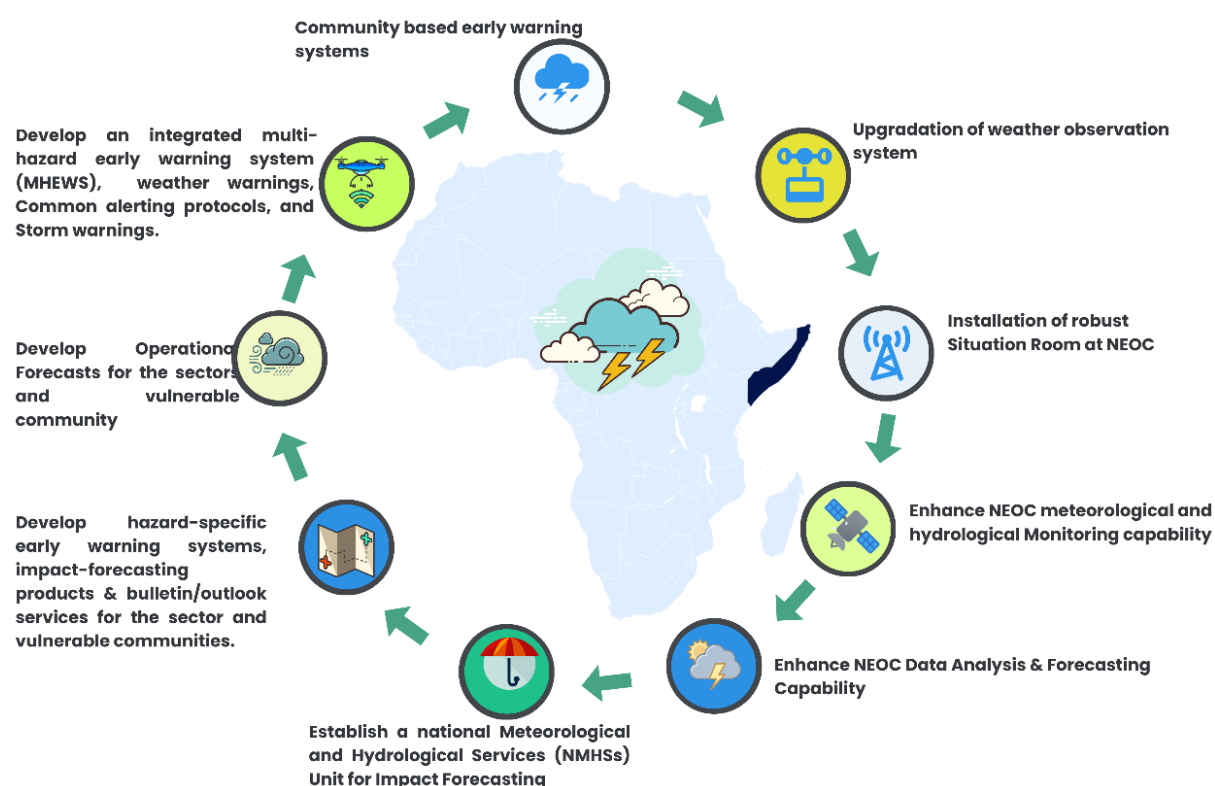 Community based early warning
systems
Upgradation of weather observation
system
Installation of robust
Situation Room at NEOC
Enhance NEOC meteorological and
hydrological Monitoring capability
Enhance NEOC Data Analysis & Forecasting
Capability
Establish a national Meteorological
and Hydrological Services (NMHSs)
Unit for Impact Forecasting
Develop hazard-specific
early warning systems,
impact-forecasting
products & bulletin/outlook
services for the sector and
vulnerable communities.
Develop Operationa
Forecasts for the sectors
and vulnerable
community
Develop an integrated multi-
hazard early warning system
(MHEWS), weather warnings,
Common alerting protocols, and
Storm warnings.